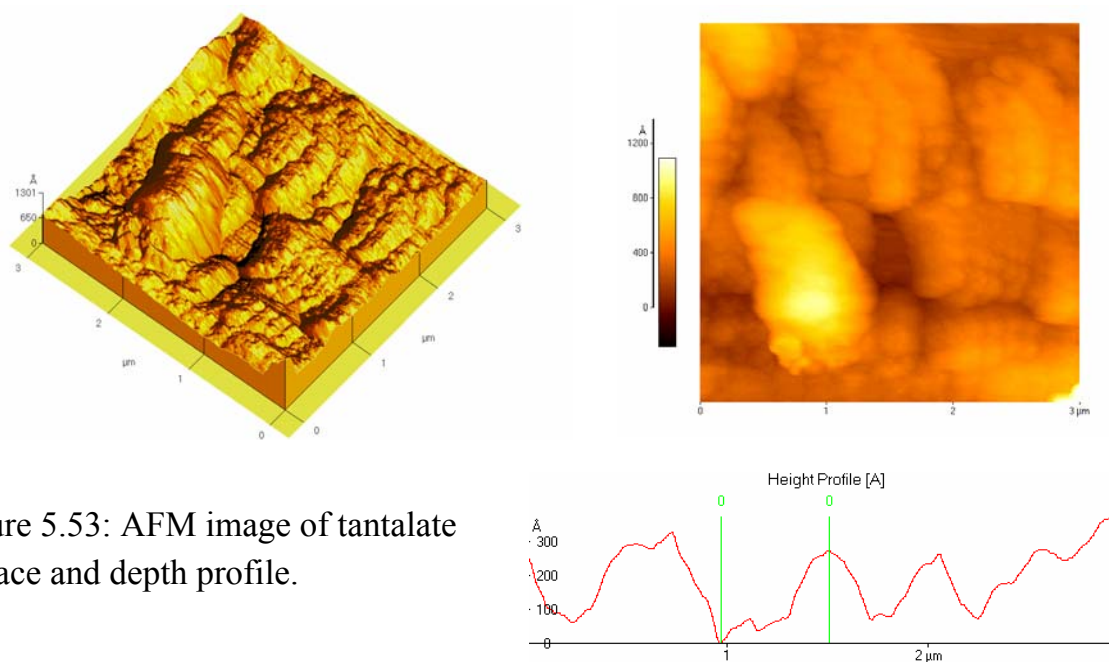 Å
1301
650
0
3
2
µm
1
0
3
2
µm
1
0
Å
1200
800
400
0
0 1 2 3 µm
ure 5.53: AFM image of tantalate
ace and depth profile.
Height Profile [A]
0 0
Å
300
200
100
0
1 2 µm